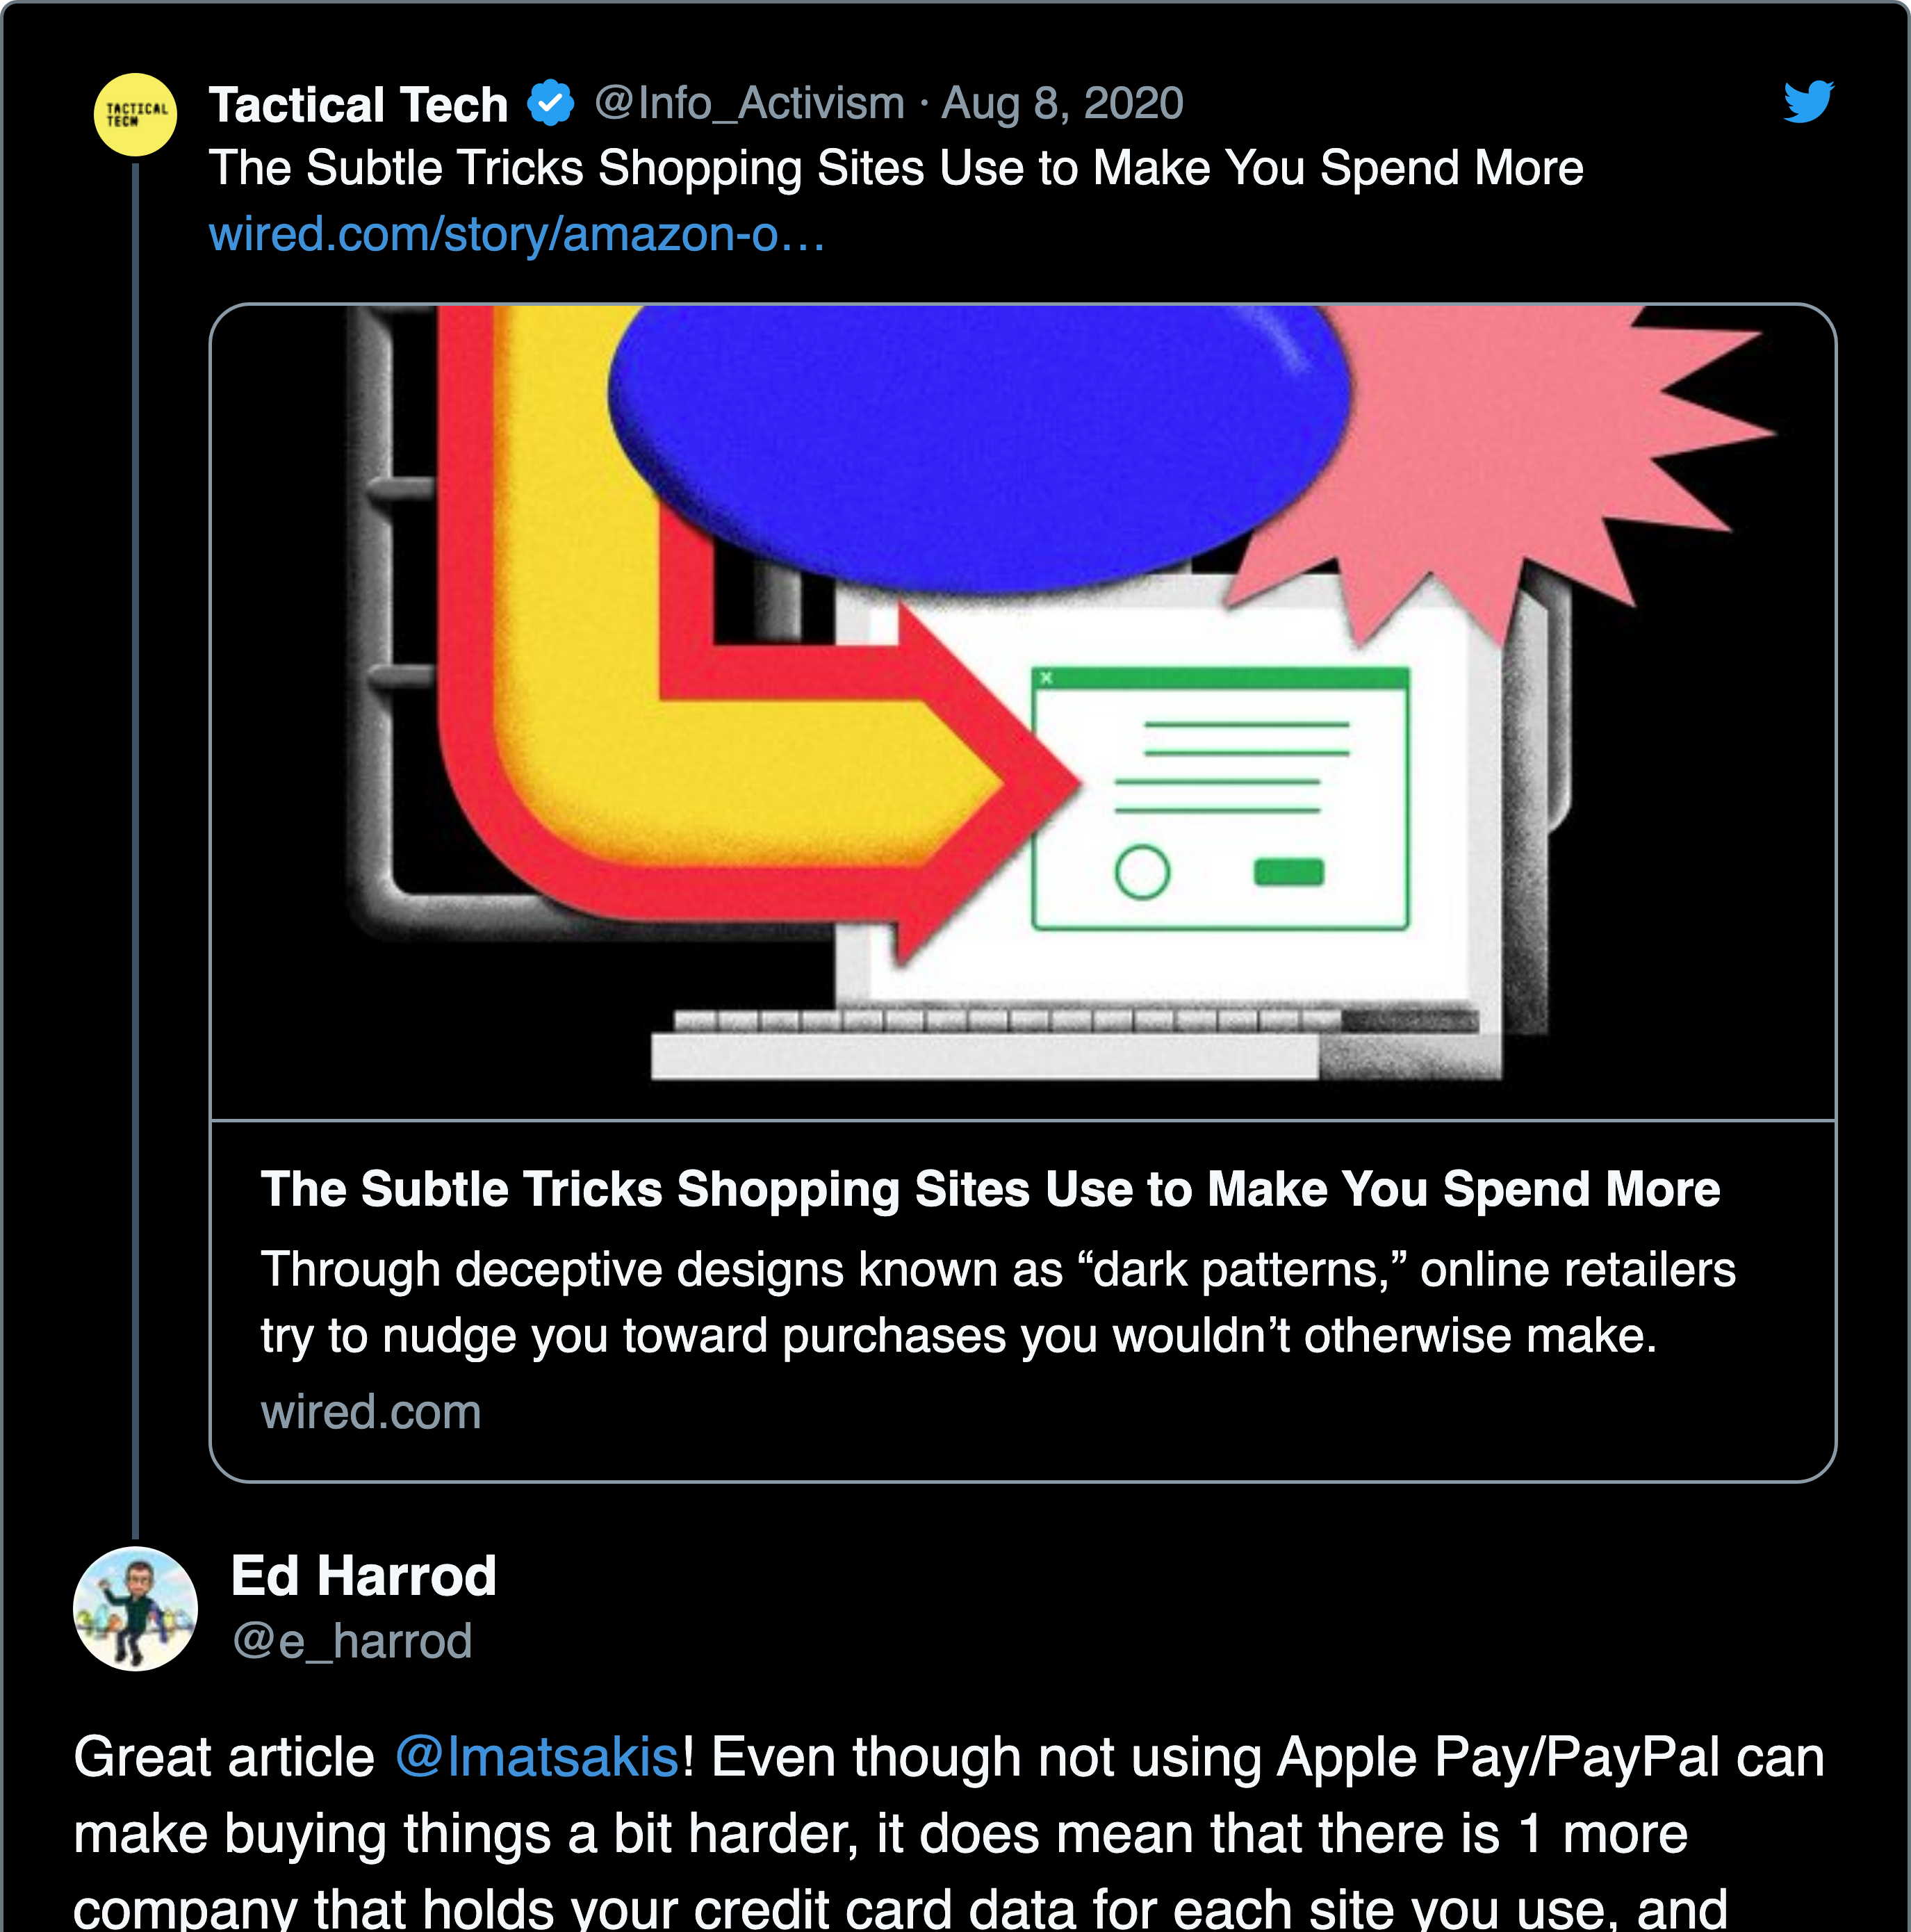 TACTICAL
TECH
Tactical Tech @Info_Activism · Aug 8, 2020
The Subtle Tricks Shopping Sites Use to Make You Spend More
wired.com/story/amazon-o…
The Subtle Tricks Shopping Sites Use to Make You Spend More
Through deceptive designs known as “dark patterns,” online retailers
try to nudge you toward purchases you wouldn’t otherwise make.
wired.com
Ed Harrod
@e_harrod
Great article @lmatsakis! Even though not using Apple Pay/PayPal can
make buying things a bit harder, it does mean that there is 1 more
company that holds your credit card data for each site you use, and